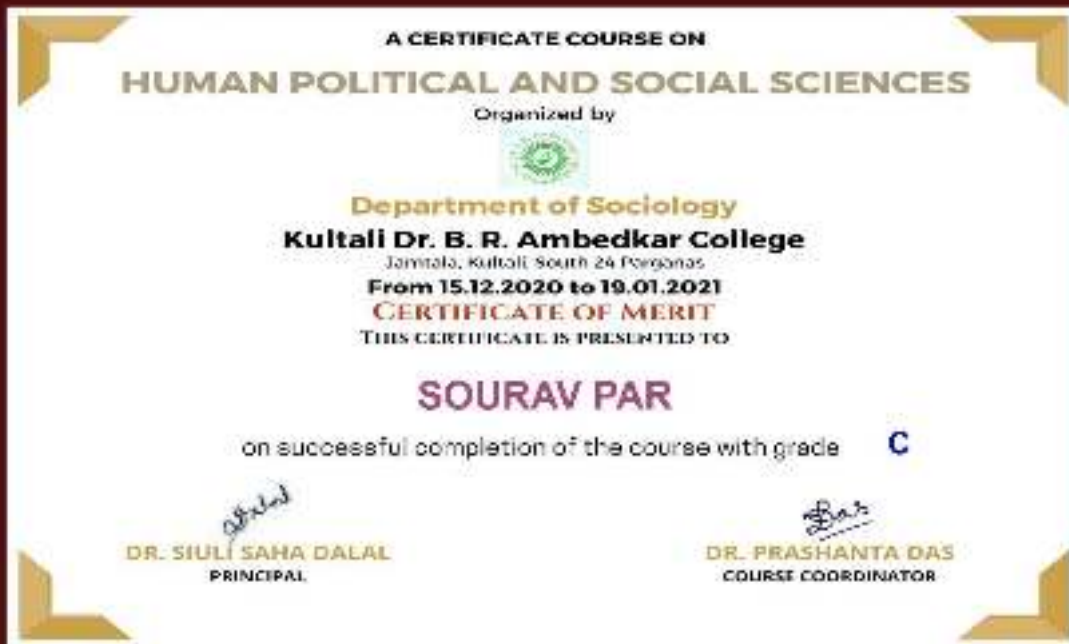 A CERTIFICATE COURSE ON
HUMAN POLITICAL AND SOCIAL SCIENCES
Organized by
Department of Sociology
Kultali Dr. B. R. Ambedkar College
Jamtala, Kultali South 24 Parganas
From 15.12.2020 to 19.01.2021
CERTIFICATE OF MERIT
THIS CERTIFICATE IS PRESENTED TO
SOURAV PAR
on successful completion of the course with grade C
DR. SIULI SAHA DALAL
PRINCIPAL
Das
DR. PRASHANTA DAS
COURSE COORDINATOR